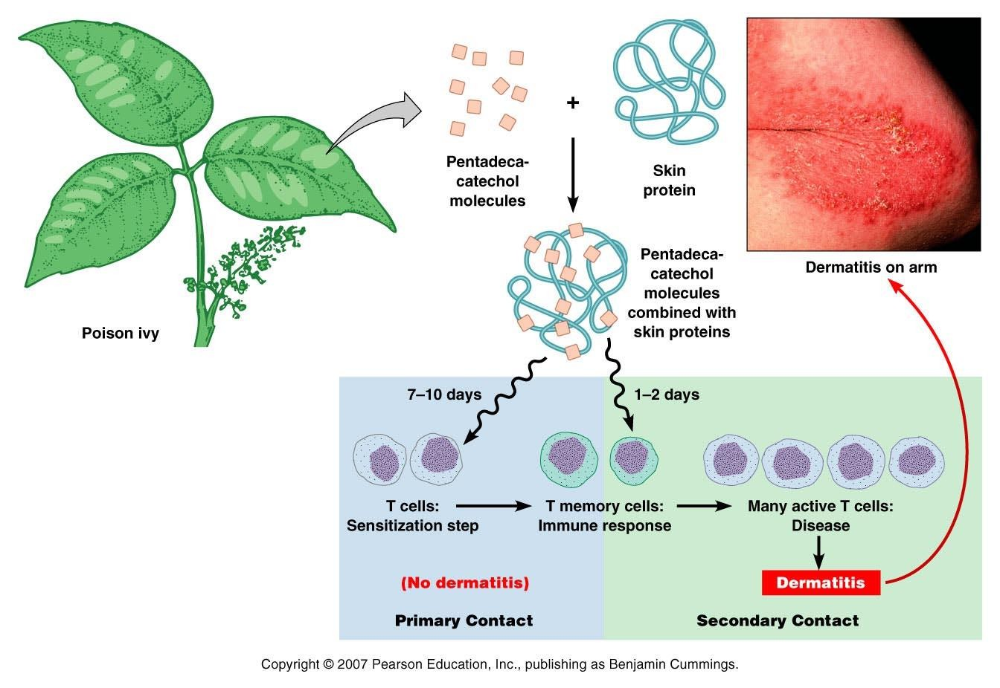 Pentadeca-
catechol
molecules
+
Skin
protein
Dermatitis on arm
Poison ivy
Pentadeca-
catechol
molecules
combined with
skin proteins
7–10 days
1–2 days
T cells:
Sensitization step
T memory cells:
Immune response
Many active T cells:
Disease
(No dermatitis)
Dermatitis
Primary Contact
Secondary Contact
Copyright © 2007 Pearson Education, Inc., publishing as Benjamin Cummings.